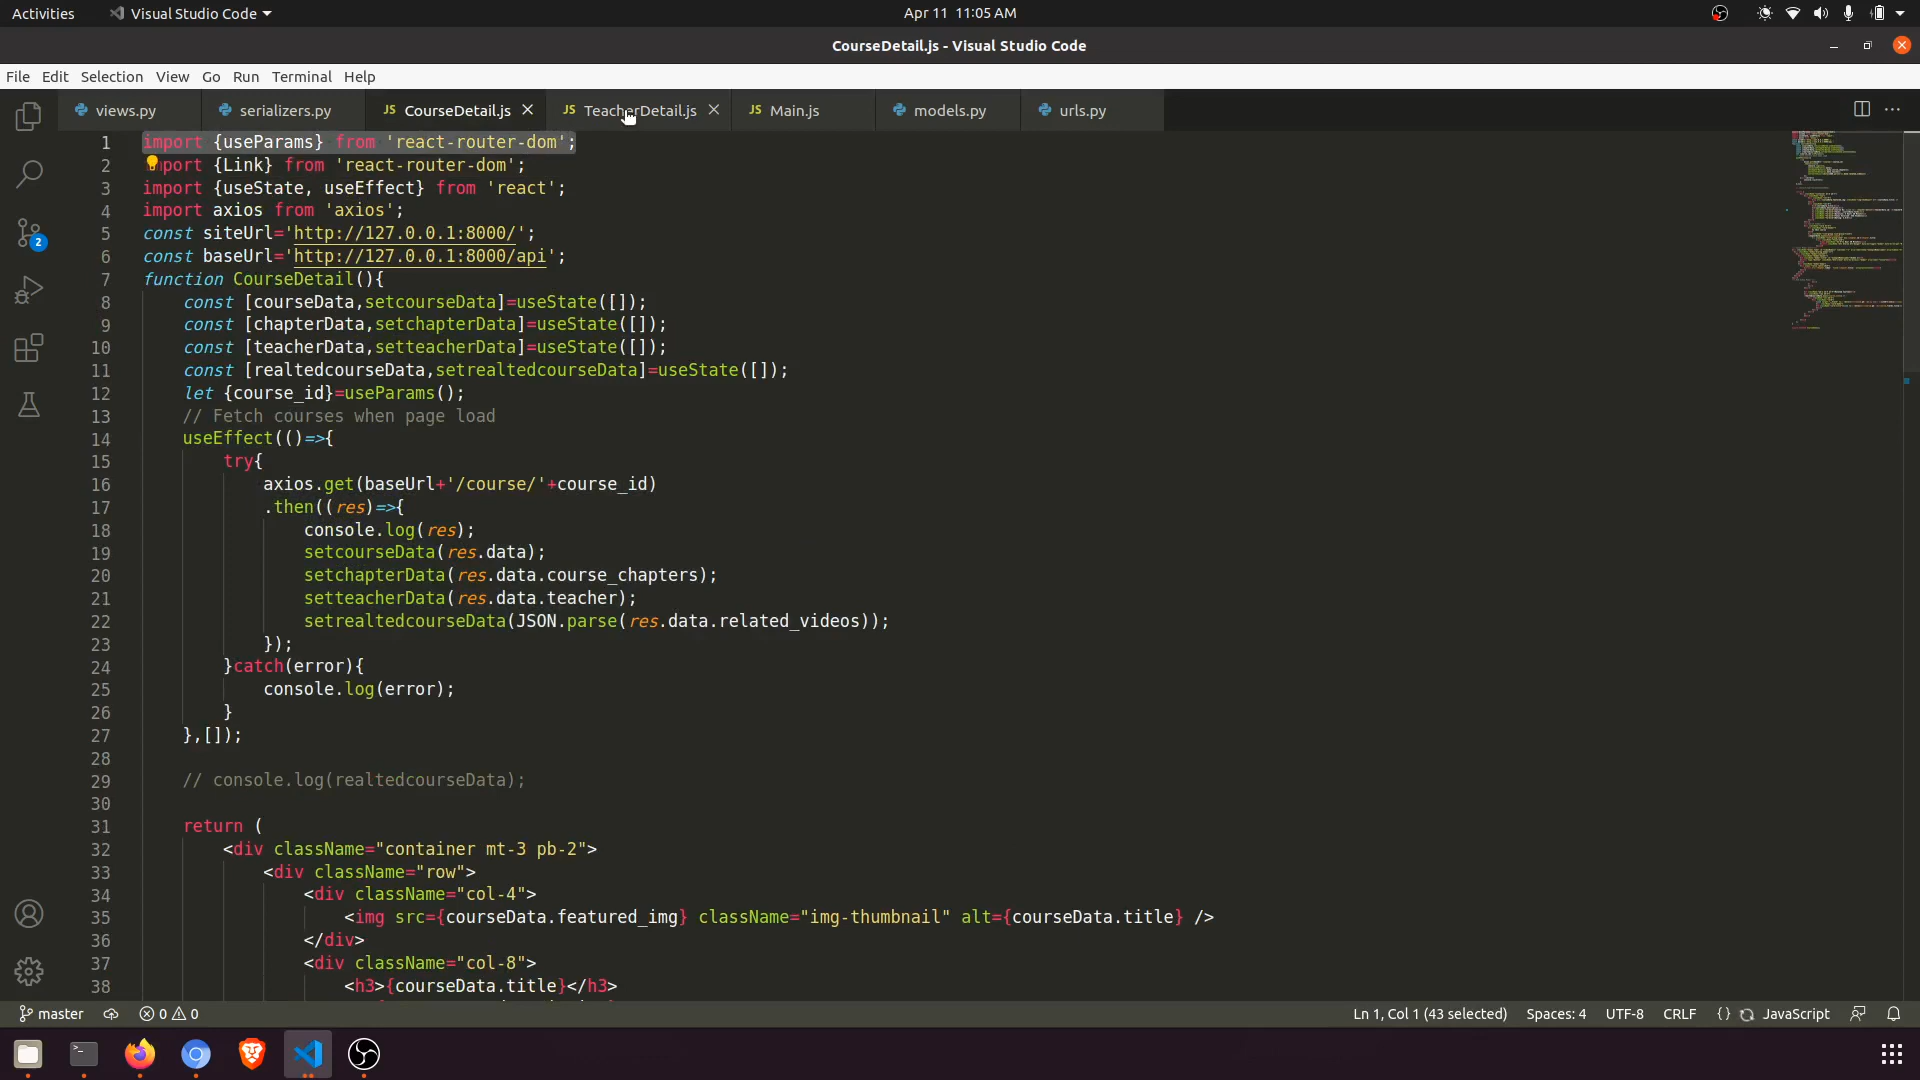 Activities
Visual Studio Code
Apr 11 11:05 AM
CourseDetail.js - Visual Studio Code
File Edit Selection View Go Run Terminal Help
views.py
serializers.py
JS CourseDetail.js
JS TeacherDetail.js
JS Main.js
models.py
urls.py
1 import {useParams} from 'react-router-dom';
2 import {Link} from 'react-router-dom';
3 import {useState, useEffect} from 'react';
4 import axios from 'axios';
5 const siteUrl='http://127.0.0.1:8000/';
6 const baseUrl='http://127.0.0.1:8000/api';
7 function CourseDetail(){
8 const [courseData,setcourseData]=useState([]);
9 const [chapterData,setchapterData]=useState([]);
10 const [teacherData,setteacherData]=useState([]);
11 const [realtedcourseData,setrealtedcourseData]=useState([]);
12 let {course_id}=useParams();
13 // Fetch courses when page load
14 useEffect(()=>{
15 try{
16 axios.get(baseUrl+'/course/'+course_id)
17 .then((res)=>{
18 console.log(res);
19 setcourseData(res.data);
20 setchapterData(res.data.course_chapters);
21 setteacherData(res.data.teacher);
22 setrealtedcourseData(JSON.parse(res.data.related_videos));
23 });
24 }catch(error){
25 console.log(error);
26 }
27 },[]);
28
29 // console.log(realtedcourseData);
30
31 return (
32 <div className="container mt-3 pb-2">
33 <div className="row">
34 <div className="col-4">
35 <img src={courseData.featured_img} className="img-thumbnail" alt={courseData.title} />
36 </div>
37 <div className="col-8">
38 <h3>{courseData.title}</h3>
2
master
0 0
Ln 1, Col 1 (43 selected)
Spaces: 4
UTF-8
CRLF
{} JavaScript